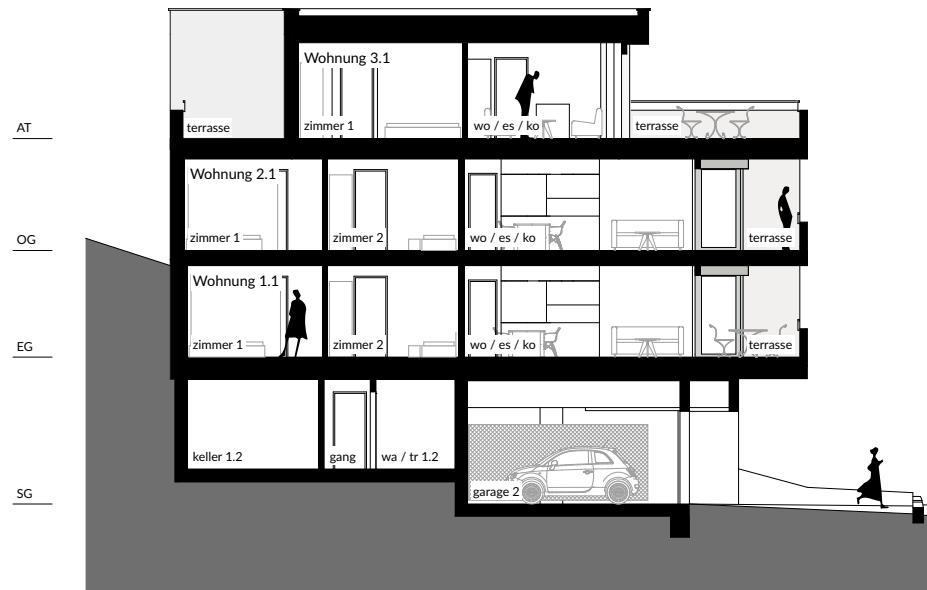 Wohnung 3.1
AT
terrasse
zimmer 1
wo / es / ko
terrasse
Wohnung 2.1
OG
zimmer 1
zimmer 2
wo / es / ko
terrasse
Wohnung 1.1
EG
zimmer 1
zimmer 2
wo / es / ko
terrasse
keller 1.2
gang
wa / tr 1.2
SG
garage 2